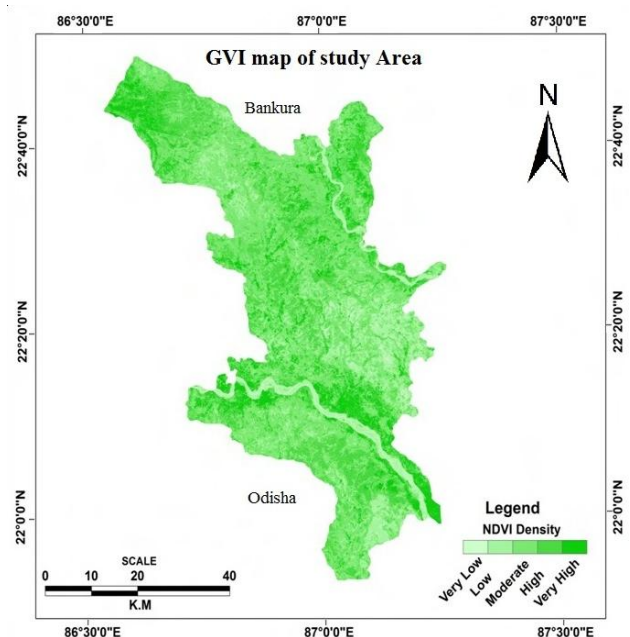 86°30'0"E 87°0'0"E 87°30'0"E
GVI map of study Area
Bankura
N
22°40'0"N 22°40'0"N
22°20'0"N 22°20'0"N
Odisha
22°0'0"N 22°0'0"N
Legend
NDVI Density
Very Low Low Moderate High Very High
SCALE
0 10 20 40
K.M
86°30'0"E 87°0'0"E 87°30'0"E